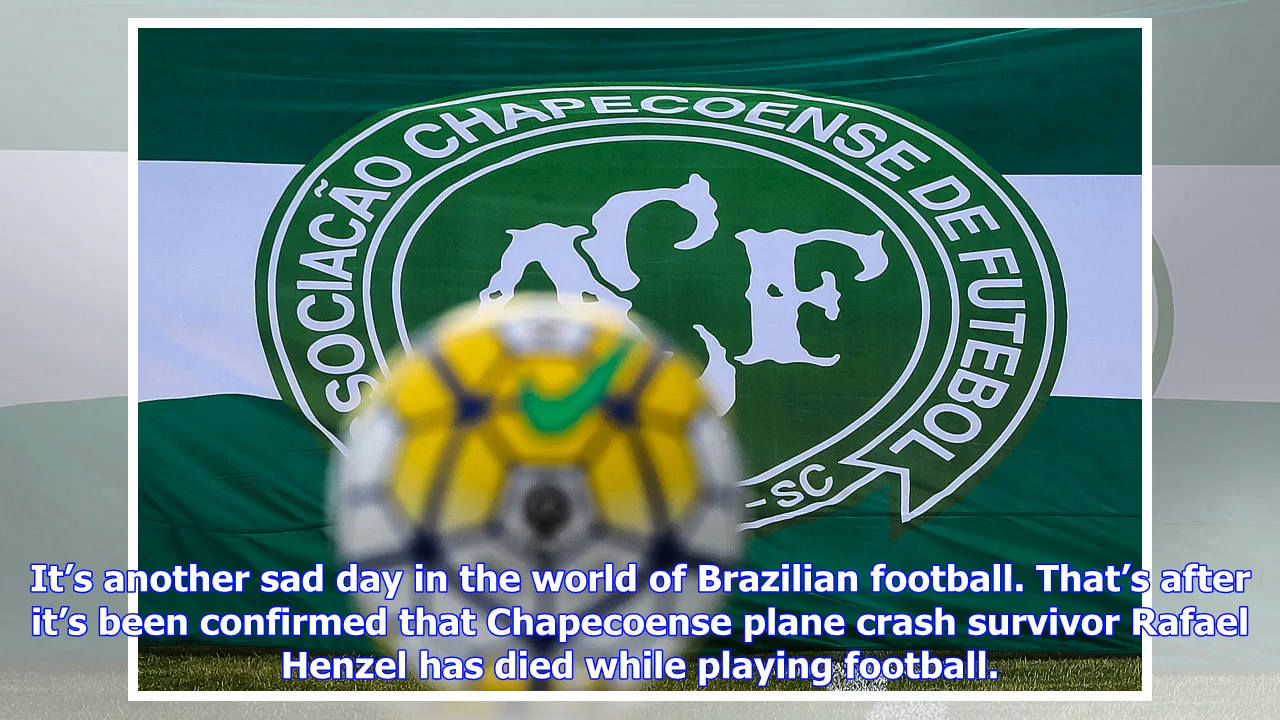 SOCIAÇÃO CHAPECOENSE DE FUTEBOL
ACF
-SC
It’s another sad day in the world of Brazilian football. That’s after
it’s been confirmed that Chapecoense plane crash survivor Rafael
Henzel has died while playing football.